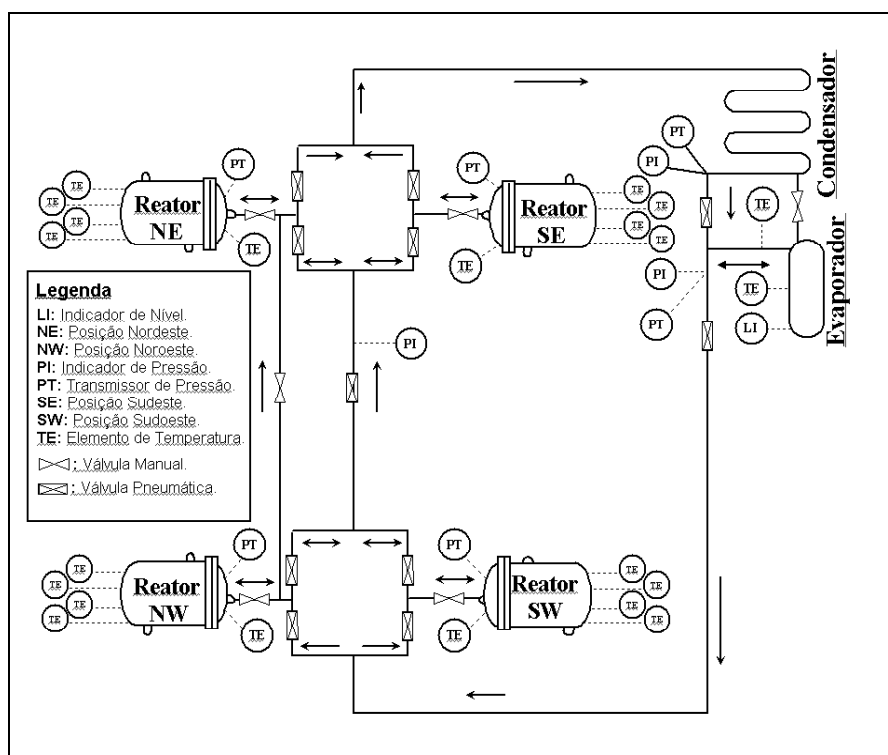 Condensador
PT
PI
TE
Evaporador
TE
LI
PI
PT
TE
TE
TE
TE
Reator
NE
PT
TE
PT
TE
Reator
SE
TE
TE
TE
TE
PI
Legenda
LI: Indicador de Nível.
NE: Posição Nordeste.
NW: Posição Noroeste.
PI: Indicador de Pressão.
PT: Transmissor de Pressão.
SE: Posição Sudeste.
SW: Posição Sudoeste.
TE: Elemento de Temperatura.
: Válvula Manual.
: Válvula Pneumática.
TE
TE
TE
TE
Reator
NW
PT
TE
PT
TE
Reator
SW
TE
TE
TE
TE